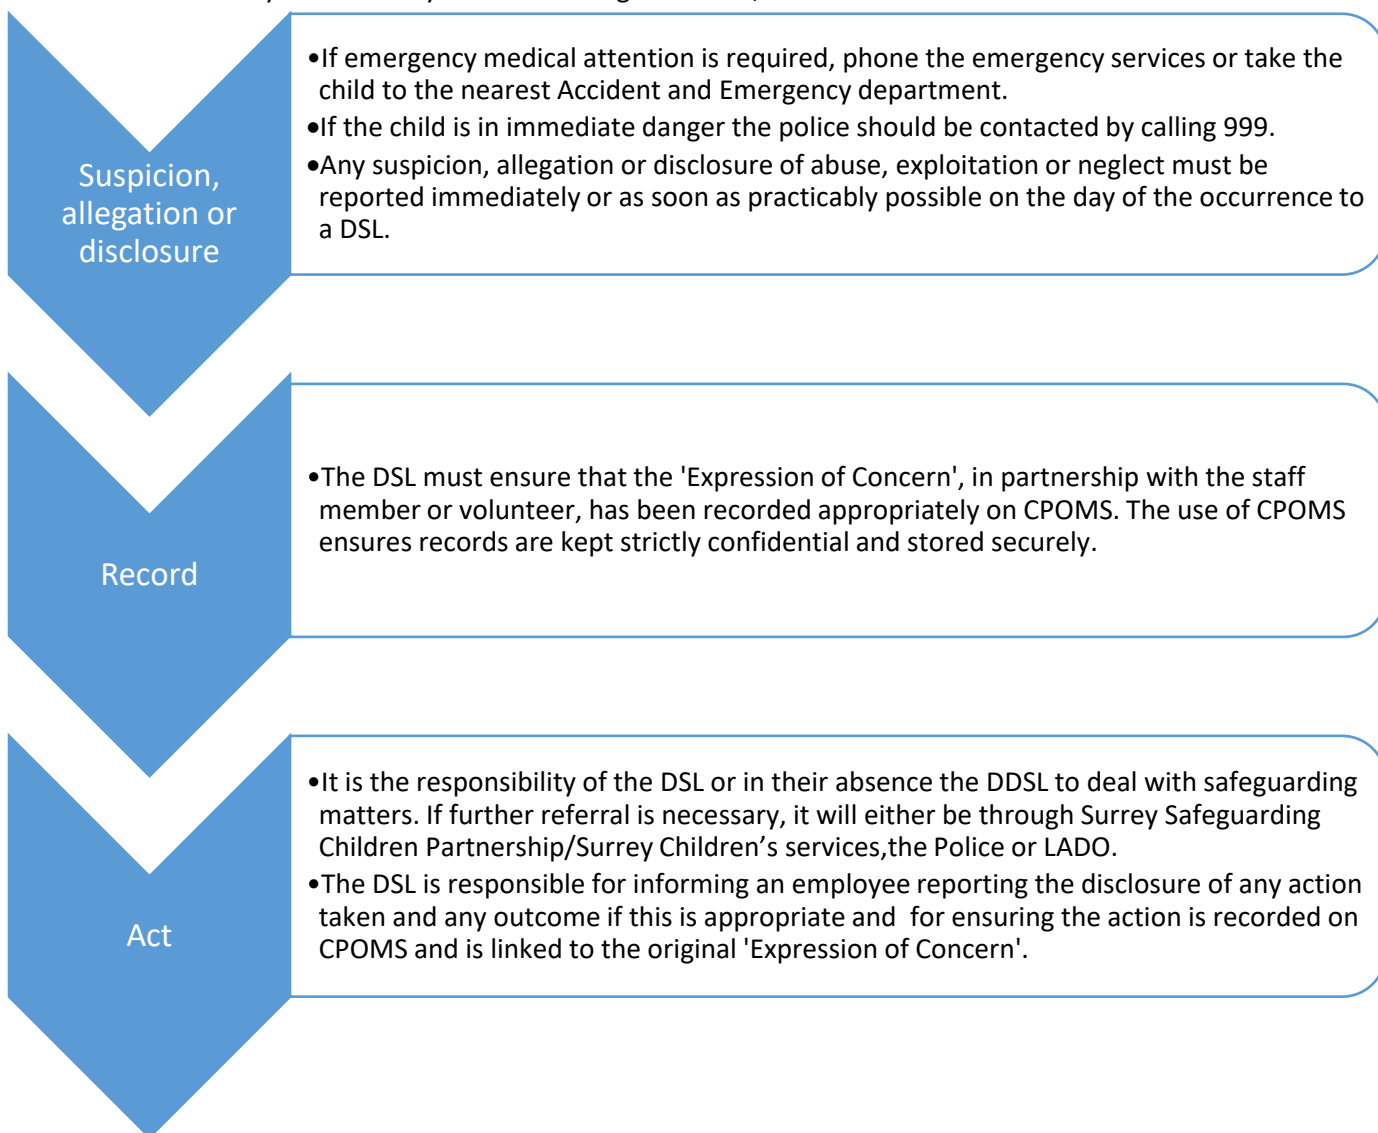 Suspicion,
allegation or
disclosure
•If emergency medical attention is required, phone the emergency services or take the
child to the nearest Accident and Emergency department.
•If the child is in immediate danger the police should be contacted by calling 999.
•Any suspicion, allegation or disclosure of abuse, exploitation or neglect must be
reported immediately or as soon as practicably possible on the day of the occurrence to
a DSL.
Record
•The DSL must ensure that the 'Expression of Concern', in partnership with the staff
member or volunteer, has been recorded appropriately on CPOMS. The use of CPOMS
ensures records are kept strictly confidential and stored securely.
Act
•It is the responsibility of the DSL or in their absence the DDSL to deal with safeguarding
matters. If further referral is necessary, it will either be through Surrey Safeguarding
Children Partnership/Surrey Children’s services,the Police or LADO.
•The DSL is responsible for informing an employee reporting the disclosure of any action
taken and any outcome if this is appropriate and  for ensuring the action is recorded on
CPOMS and is linked to the original 'Expression of Concern'.